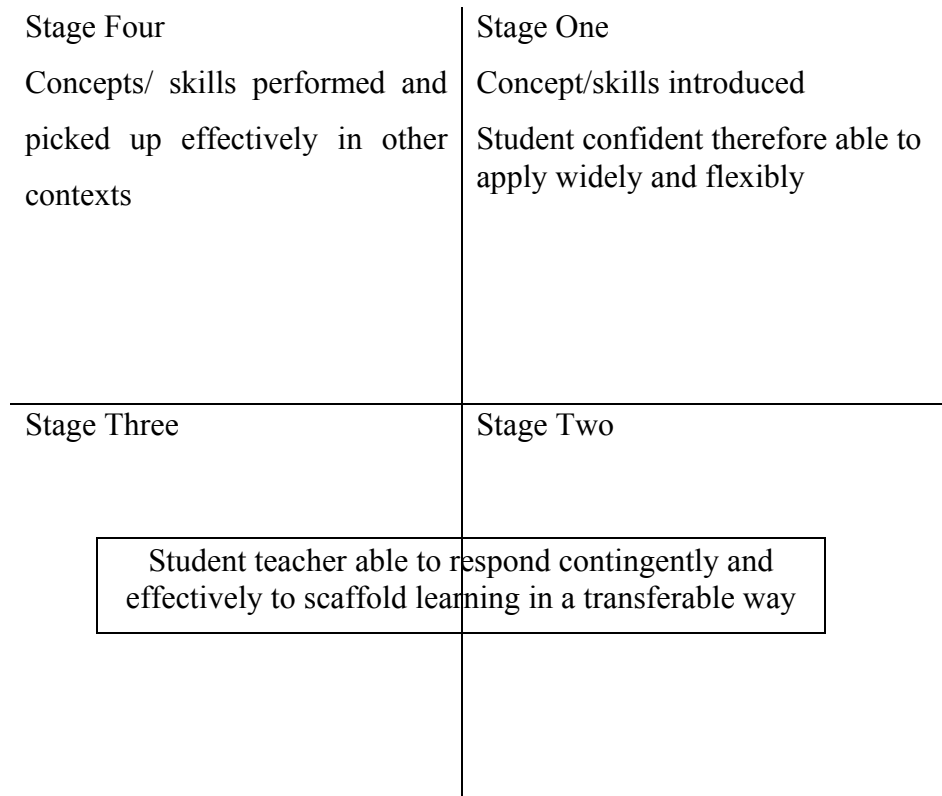 Stage Four
Concepts/ skills performed and
picked up effectively in other
contexts
Stage One
Concept/skills introduced
Student confident therefore able to
apply widely and flexibly
Stage Three
Stage Two
Student teacher able to respond contingently and
effectively to scaffold learning in a transferable way